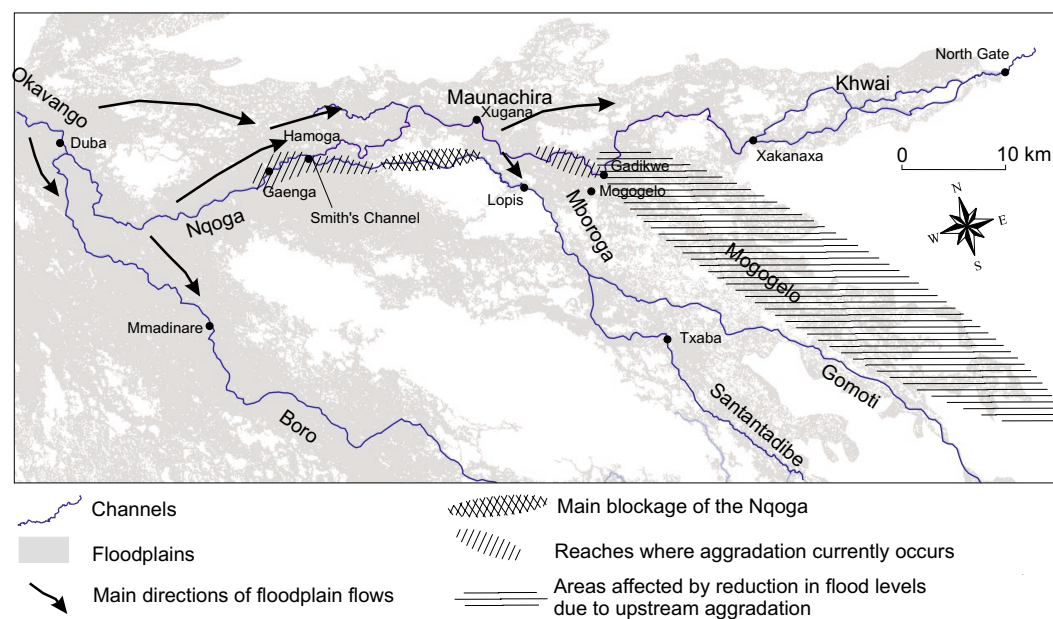 Okavango
Duba
Hamoga
Gaenga
Nqoga
Smith's Channel
Maunachira
Xugana
Lopis
Mboroga
Gadikwe
Mogogelo
Mogogelo
Khwai
North Gate
Xakanaxa
0 10 km
N
W E
S
Mmadinare
Boro
Txaba
Santantadibe
Gomoti
Channels
Floodplains
Main directions of floodplain flows
Main blockage of the Nqoga
Reaches where aggradation currently occurs
Areas affected by reduction in flood levels
due to upstream aggradation